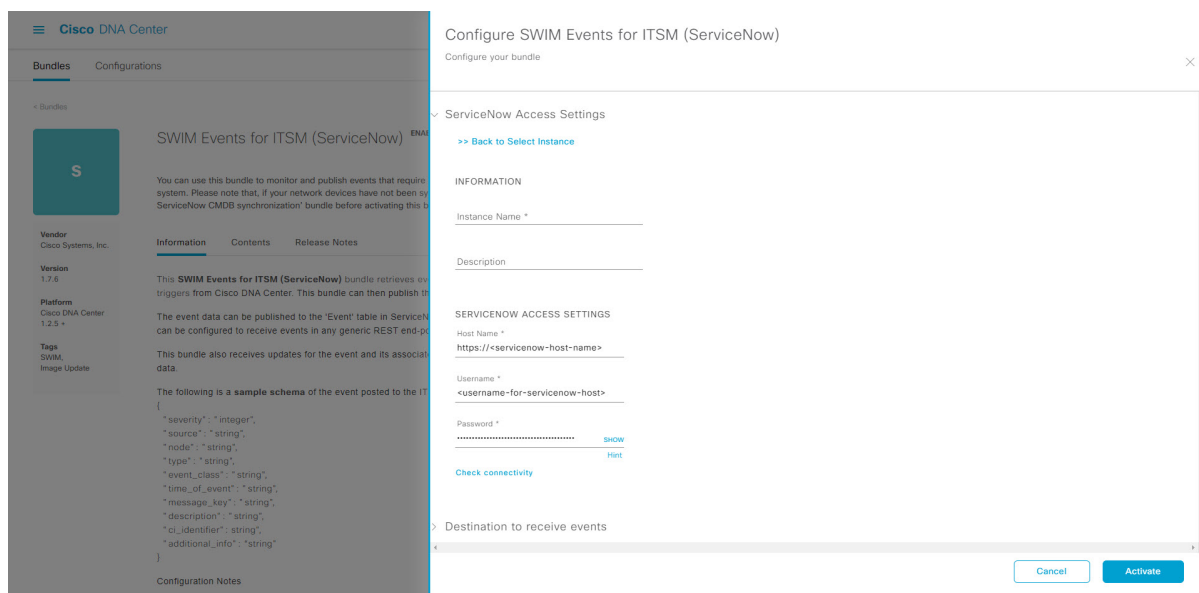 Cisco DNA Center
Bundles Configurations
< Bundles
S
SWIM Events for ITSM (ServiceNow)
You can use this bundle to monitor and publish events that require
system. Please note that, if your network devices have not been
ServiceNow CMDB synchronization' bundle before activating this
Vendor
Cisco Systems, Inc.
Version
1.7.6
Platform
Cisco DNA Center
1.2.5 +
Tags
SWIM,
Image Update
Information Contents Release Notes
This SWIM Events for ITSM (ServiceNow) bundle retrieves
triggers from Cisco DNA Center. This bundle can then publish
The event data can be published to the 'Event' table in
can be configured to receive events in any generic REST
This bundle also receives updates for the event and its
data.
The following is a sample schema of the event posted to the
{
"severity" : "integer",
"source" : "string",
"node" : "string",
"type" : "string",
"event_class" : "string",
"time_of_event" : "string",
"message_key" : "string",
"description" : "string",
"ci_identifier" : string",
"additional_info" : "string"
}
Configuration Notes
Configure SWIM Events for ITSM (ServiceNow)
Configure your bundle
ServiceNow Access Settings
>> Back to Select Instance
INFORMATION
Instance Name *
Description
SERVICENOW ACCESS SETTINGS
Host Name *
https://<servicenow-host-name>
Username *
<username-for-servicenow-host>
Password *
SHOW
Hint
Check connectivity
Destination to receive events
Cancel Activate